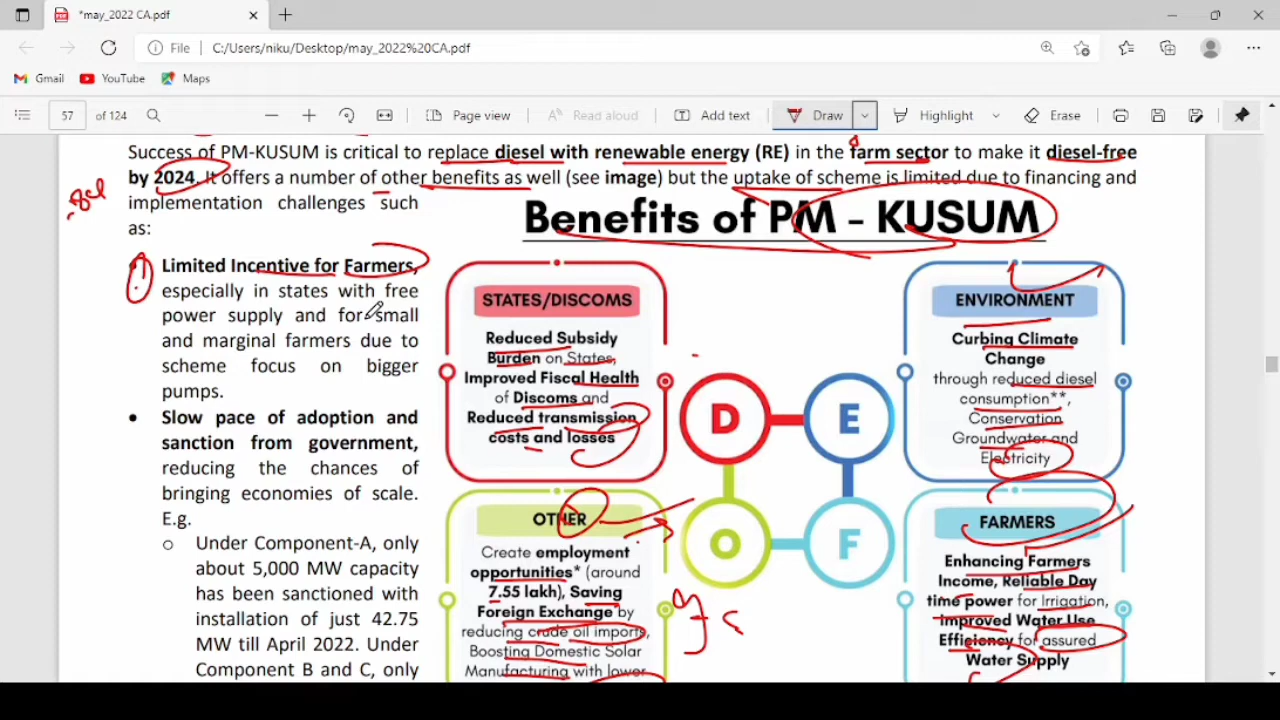 *may_2022 CA.pdf
File
C:/Users/niku/Desktop/may_2022%20CA.pdf
Gmail
YouTube
Maps
57
of 124
Page view
Read aloud
Add text
Draw
Highlight
Erase
Success of PM-KUSUM is critical to replace diesel with renewable energy (RE) in the farm sector to make it diesel-free
by 2024. It offers a number of other benefits as well (see image) but the uptake of scheme is limited due to financing and
implementation challenges such
as:
Limited Incentive for Farmers,
especially in states with free
power supply and for small
and marginal farmers due to
scheme focus on bigger
pumps.
• Slow pace of adoption and
sanction from government,
reducing the chances of
bringing economies of scale.
E.g.
o Under Component-A, only
about 5,000 MW capacity
has been sanctioned with
installation of just 42.75
MW till April 2022. Under
Component B and C, only
Benefits of PM - KUSUM
STATES/DISCOMS
Reduced Subsidy
Burden on States,
Improved Fiscal Health
of Discoms and
Reduced transmission
costs and losses
ENVIRONMENT
Curbing Climate
Change
through reduced diesel
consumption**,
Conservation
Groundwater and
Electricity
D
E
O
F
OTHER
Create employment
opportunities* (around
7.55 lakh), Saving
Foreign Exchange by
reducing crude oil imports,
Boosting Domestic Solar
Manufacturing with lower
FARMERS
Enhancing Farmers
Income, Reliable Day
time power for Irrigation,
Improved Water Use
Efficiency for assured
Water Supply